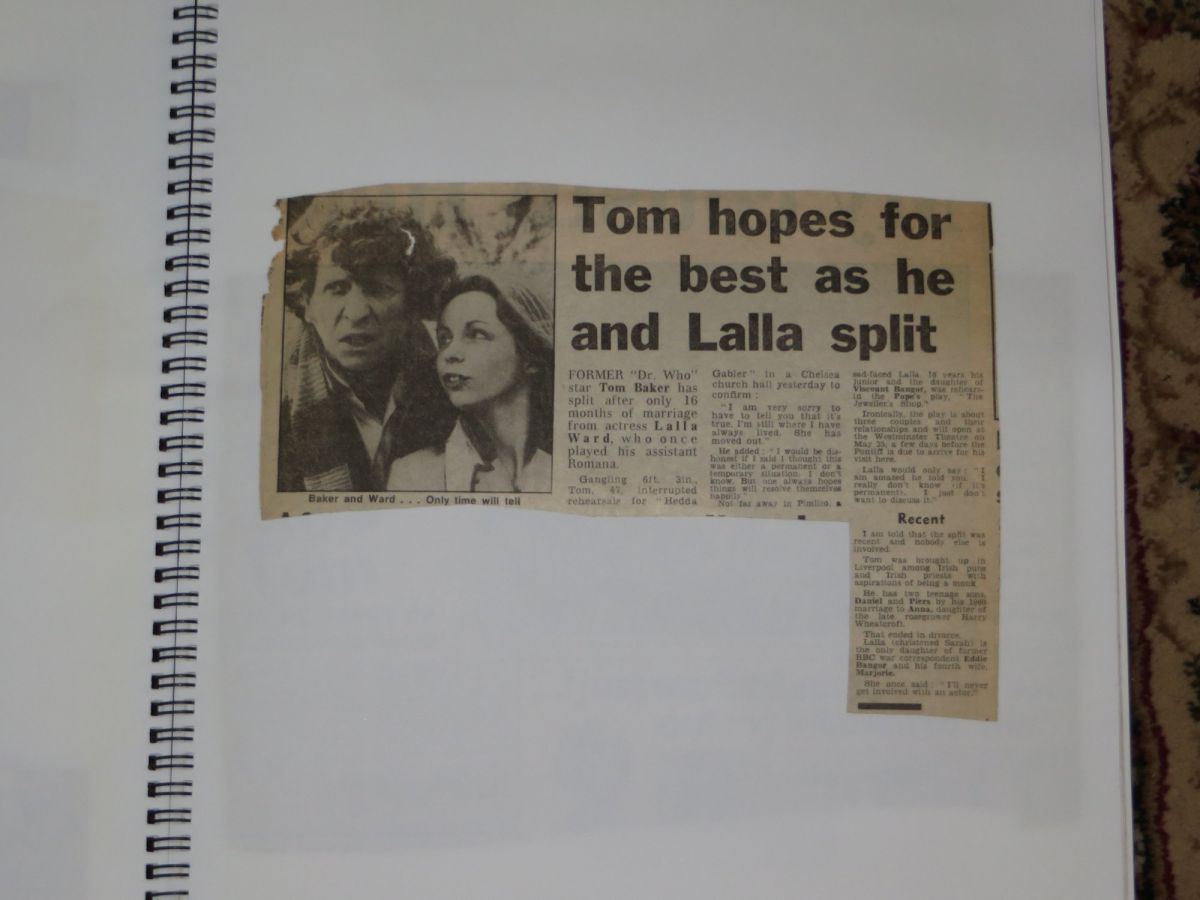 Tom hopes for
the best as he
and Lalla split
Baker and Ward . . . Only time will tell
FORMER "Dr. Who"
star Tom Baker has
split after only 16
months of marriage
from actress Lalla
Ward, who once
played his assistant
Romana.
Gangling 6ft. 3in.,
Tom, 47, interrupted
rehearsals for "Hedda
Gabler" in a Chelsea
church hall yesterday to
confirm :
"I am very sorry to
have to tell you that it's
true. I'm still where I have
always lived. She has
moved out."
He added : "I would be dis-
honest if I said I thought this
was either a permanent or a
temporary situation. I don't
know. But one always hopes
things will resolve themselves
happily."
Not far away in Pimlico, a
sad-faced Lalla, 16 years his
junior and the daughter of
Viscount Bangor, was rehears-
in the Pope's play, "The
Jeweller's Shop."
Ironically, the play is about
three couples and their
relationships and will open at
the Westminster Theatre on
May 25, a few days before the
Pontiff is due to arrive for his
visit here.
Lalla would only say : "I
am amazed he told you. I
really don't know if it's
permanent. I just don't
want to discuss it."
Recent
I am told that the split was
recent and nobody else is
involved.
Tom was brought up in
Liverpool among Irish
and Irish priests with
aspirations of being a monk.
He has two teenage sons,
Daniel and Piers by his 1960
marriage to Anna, daughter of
the late rosegrower Harry
Wheatcroft.
That ended in divorce.
Lalla (christened Sarah) is
the only daughter of former
BBC war correspondent Eddie
Bangor and his fourth wife,
Marjorie.
She once said : "I'll never
get involved with an actor."